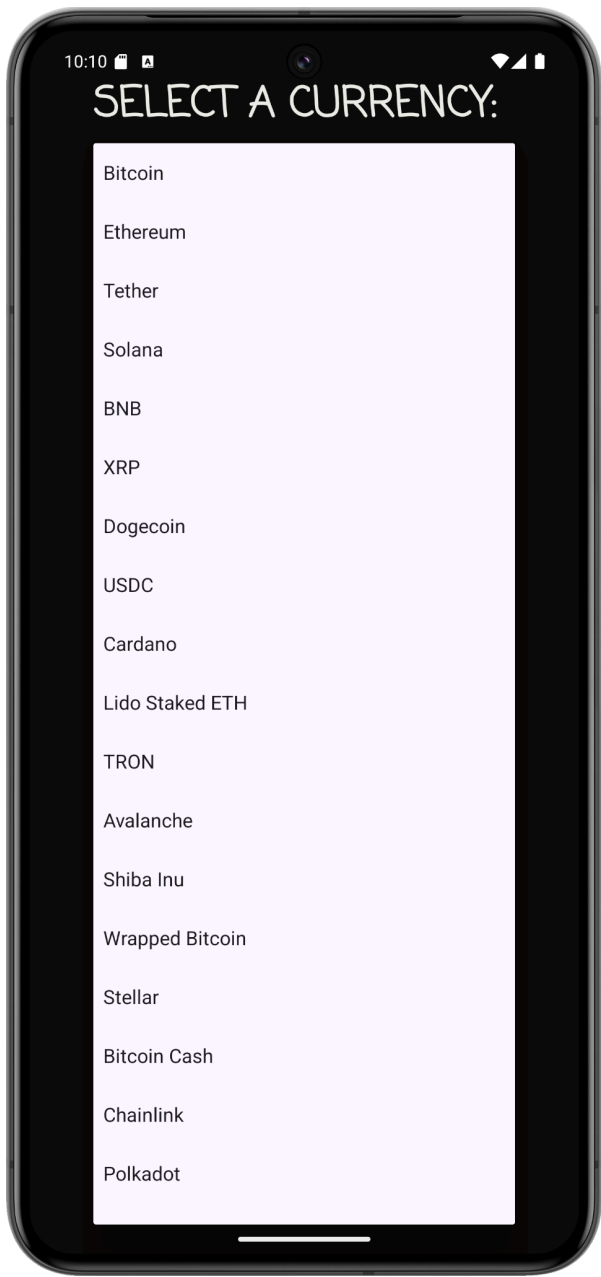 10:10
SELECT A CURRENCY:
Bitcoin
Ethereum
Tether
Solana
BNB
XRP
Dogecoin
USDC
Cardano
Lido Staked ETH
TRON
Avalanche
Shiba Inu
Wrapped Bitcoin
Stellar
Bitcoin Cash
Chainlink
Polkadot